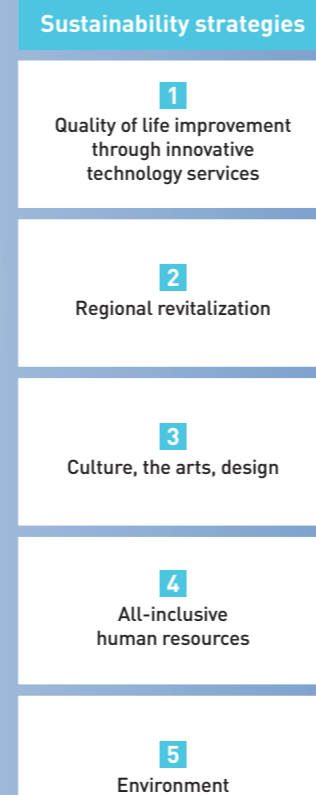 Sustainability strategies
1
Quality of life improvement
through innovative
technology services
2
Regional revitalization
3
Culture, the arts, design
4
All-inclusive
human resources
5
Environment